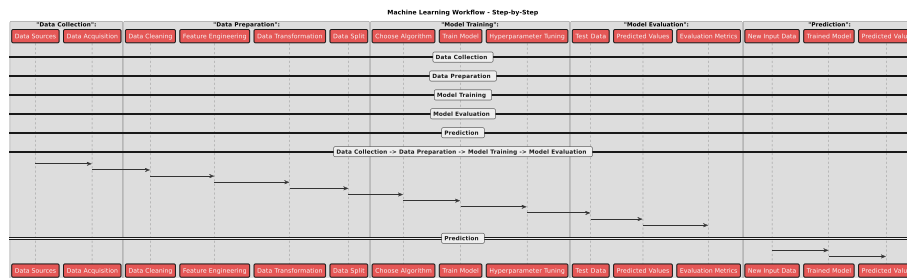 Machine Learning Workflow - Step-by-Step
"Data Collection": "Data Preparation": "Model Training": "Model Evaluation": "Prediction":
Data Sources Data Acquisition Data Cleaning Feature Engineering Data Transformation Data Split Choose Algorithm Train Model Hyperparameter Tuning Test Data Predicted Values Evaluation Metrics New Input Data Trained Model Predicted Valu
Data Collection
Data Preparation
Model Training
Model Evaluation
Prediction
Data Collection -> Data Preparation -> Model Training -> Model Evaluation
Prediction
Data Sources Data Acquisition Data Cleaning Feature Engineering Data Transformation Data Split Choose Algorithm Train Model Hyperparameter Tuning Test Data Predicted Values Evaluation Metrics New Input Data Trained Model Predicted Valu